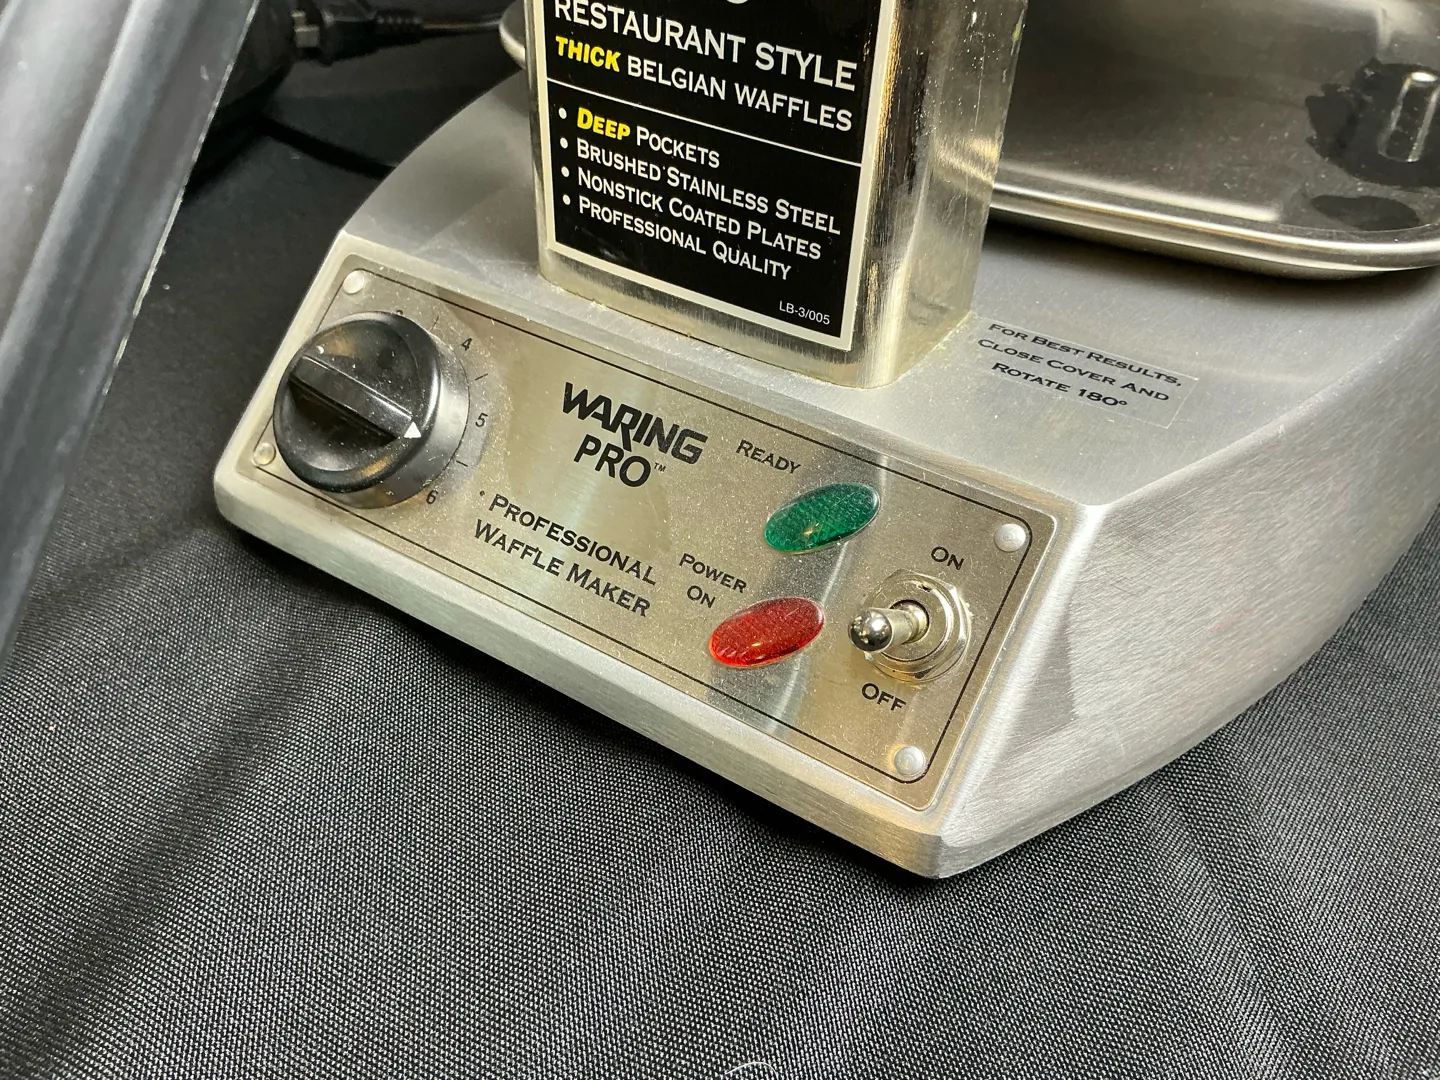 RESTAURANT STYLE
THICK BELGIAN WAFFLES
• DEEP POCKETS
• BRUSHED STAINLESS STEEL
• NONSTICK COATED PLATES
• PROFESSIONAL QUALITY
LB-3/005
FOR BEST RESULTS,
CLOSE COVER AND
ROTATE 180°
4
5
6
WARING
PRO™
PROFESSIONAL
WAFFLE MAKER
READY
POWER
ON
ON
OFF